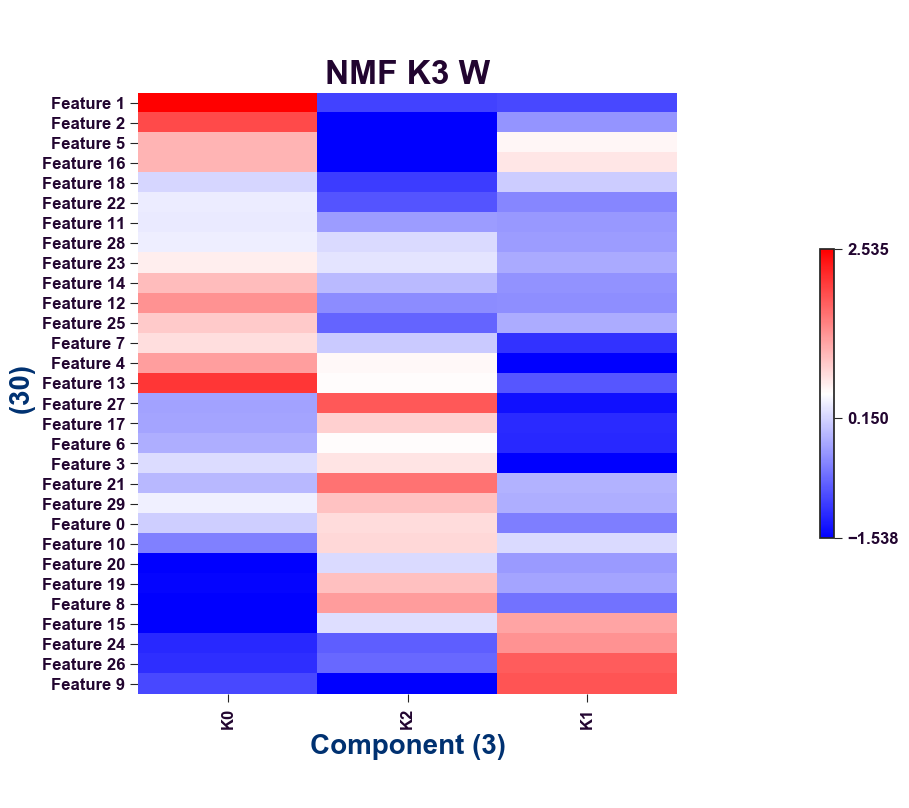 NMF K3 W
Feature 1
Feature 2
Feature 5
Feature 16
Feature 18
Feature 22
Feature 11
Feature 28
Feature 23
Feature 14
Feature 12
Feature 25
Feature 7
Feature 4
Feature 13
Feature 27
Feature 17
Feature 6
Feature 3
Feature 21
Feature 29
Feature 0
Feature 10
Feature 20
Feature 19
Feature 8
Feature 15
Feature 24
Feature 26
Feature 9
(30)
K0
K2
K1
Component (3)
2.535
0.150
−1.538